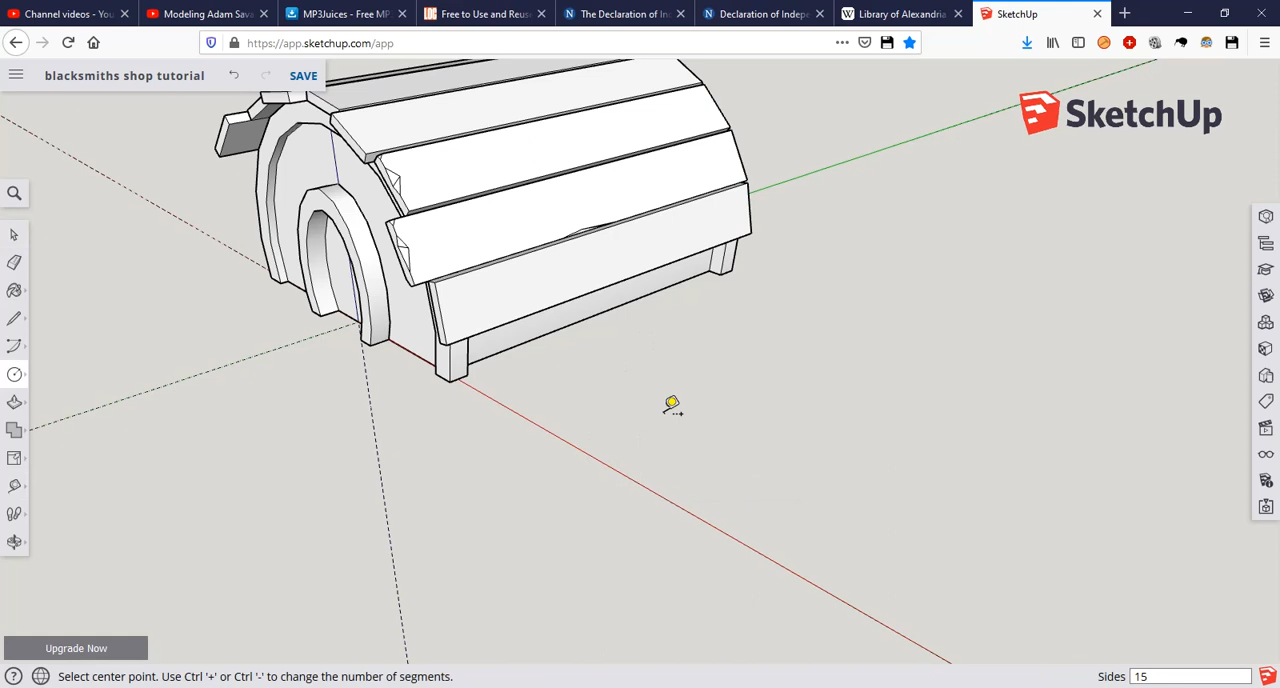 Channel videos - You
Modeling Adam Sava
MP3Juices - Free MP
Free to Use and Reus
The Declaration of In
Declaration of Indepe
Library of Alexandria
SketchUp
https://app.sketchup.com/app
blacksmiths shop tutorial
SAVE
SketchUp
Upgrade Now
Select center point. Use Ctrl '+' or Ctrl '-' to change the number of segments.
Sides
15